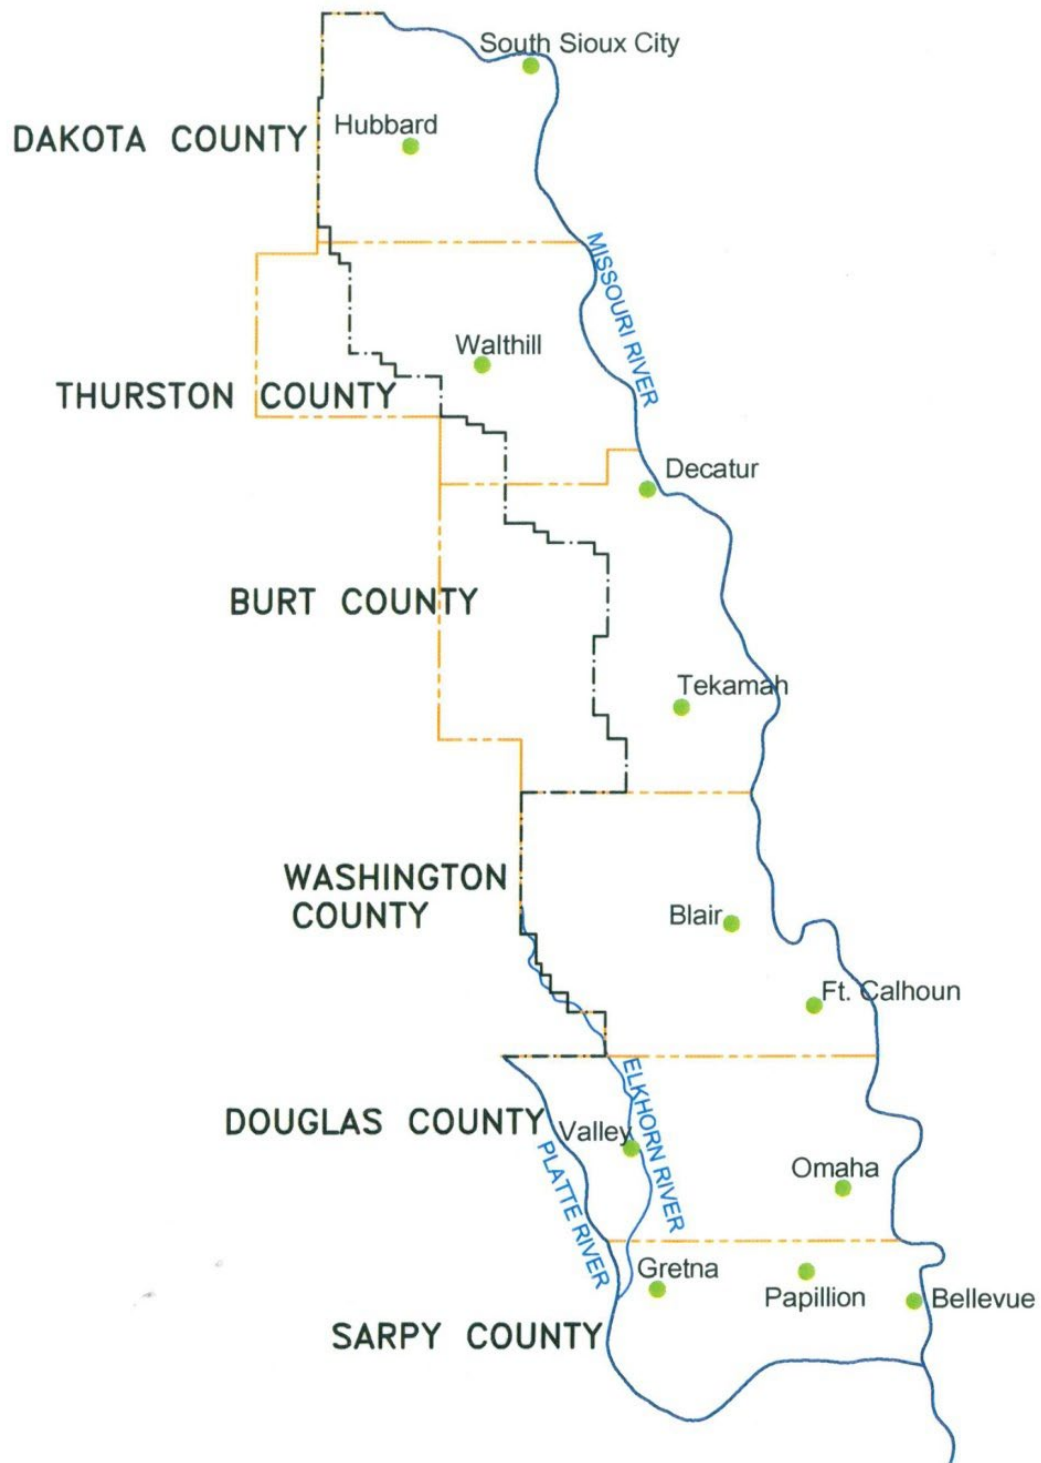 South Sioux City
DAKOTA COUNTY
Hubbard
MISSOURI RIVER
Walthill
THURSTON COUNTY
Decatur
BURT COUNTY
Tekamah
WASHINGTON
COUNTY
Blair
Ft. Calhoun
DOUGLAS COUNTY
Valley
ELKHORN RIVER
PLATTE RIVER
Omaha
Gretna
Papillion
Bellevue
SARPY COUNTY